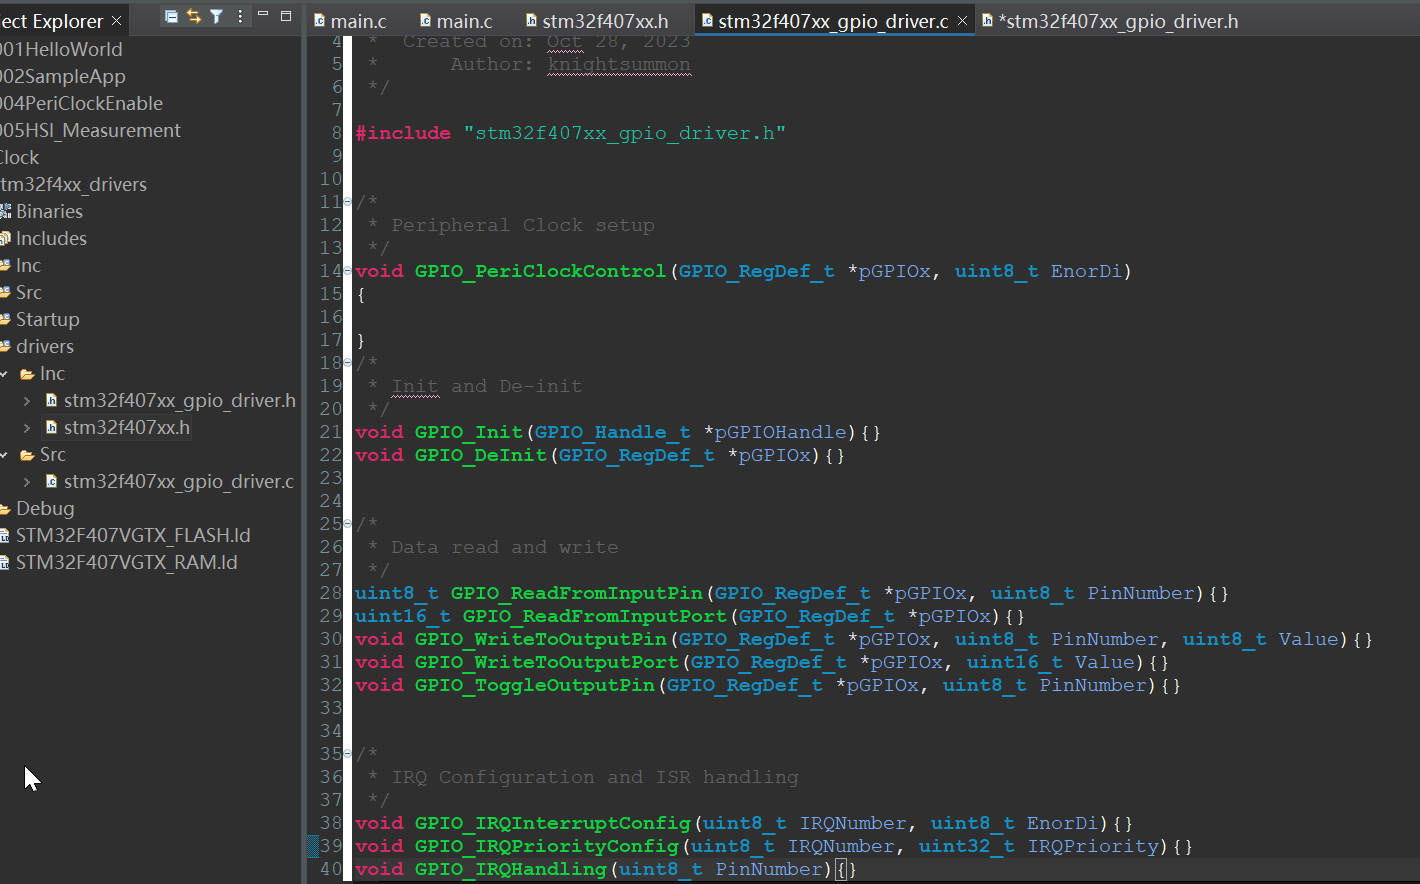 ect Explorer
main.c
main.c
stm32f407xx.h
stm32f407xx_gpio_driver.c
*stm32f407xx_gpio_driver.h
001HelloWorld
002SampleApp
004PeriClockEnable
005HSI_Measurement
Clock
tm32f4xx_drivers
Binaries
Includes
Inc
Src
Startup
drivers
Inc
stm32f407xx_gpio_driver.h
stm32f407xx.h
Src
stm32f407xx_gpio_driver.c
Debug
STM32F407VGTX_FLASH.ld
STM32F407VGTX_RAM.ld
4 * Created on: Oct 28, 2023
5 * Author: knightsummon
6 */
7
8 #include "stm32f407xx_gpio_driver.h"
9
10
11 /*
12 * Peripheral Clock setup
13 */
14 void GPIO_PeriClockControl(GPIO_RegDef_t *pGPIOx, uint8_t EnorDi)
15 {
16
17 }
18 /*
19 * Init and De-init
20 */
21 void GPIO_Init(GPIO_Handle_t *pGPIOHandle){}
22 void GPIO_DeInit(GPIO_RegDef_t *pGPIOx){}
23
24
25 /*
26 * Data read and write
27 */
28 uint8_t GPIO_ReadFromInputPin(GPIO_RegDef_t *pGPIOx, uint8_t PinNumber){}
29 uint16_t GPIO_ReadFromInputPort(GPIO_RegDef_t *pGPIOx){}
30 void GPIO_WriteToOutputPin(GPIO_RegDef_t *pGPIOx, uint8_t PinNumber, uint8_t Value){}
31 void GPIO_WriteToOutputPort(GPIO_RegDef_t *pGPIOx, uint16_t Value){}
32 void GPIO_ToggleOutputPin(GPIO_RegDef_t *pGPIOx, uint8_t PinNumber){}
33
34
35 /*
36 * IRQ Configuration and ISR handling
37 */
38 void GPIO_IRQInterruptConfig(uint8_t IRQNumber, uint8_t EnorDi){}
39 void GPIO_IRQPriorityConfig(uint8_t IRQNumber, uint32_t IRQPriority){}
40 void GPIO_IRQHandling(uint8_t PinNumber){}